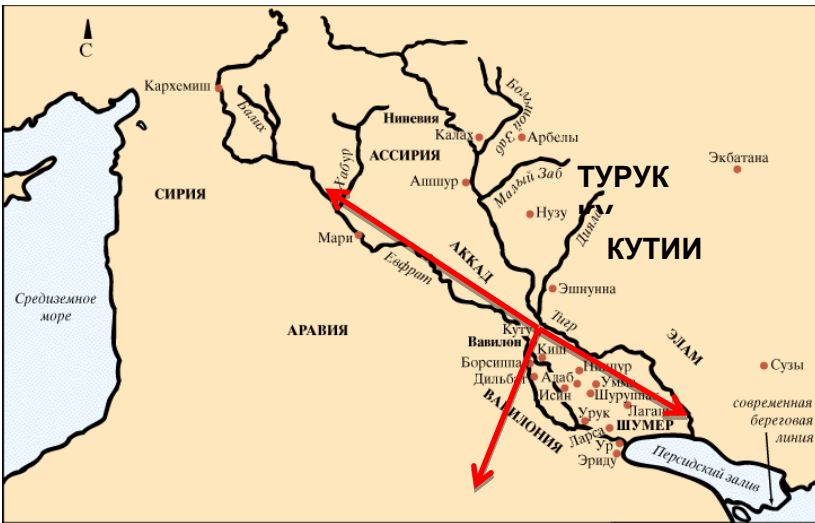 С
Кархемиш
Балих
Хабур
Ниневия
Калах
Большой Заб
Арбелы
АССИРИЯ
Ашшур
Малый Заб
ТУРУК
КУ
Экбатана
СИРИЯ
Нузу
Дияла
КУТИИ
Мари
Евфрат
АККАД
Эшнунна
Средиземное
море
АРАВИЯ
Тигр
ЭЛАМ
Куту
Вавилон
Киш
Борсиппа
Ниппур
Сузы
Дильбат
Адаб
Умма
Исин
Шуруппак
Лагаш
ВАВИЛОНИЯ
Урук
ШУМЕР
Ларса
Ур
Эриду
Персидский залив
современная
береговая
линия